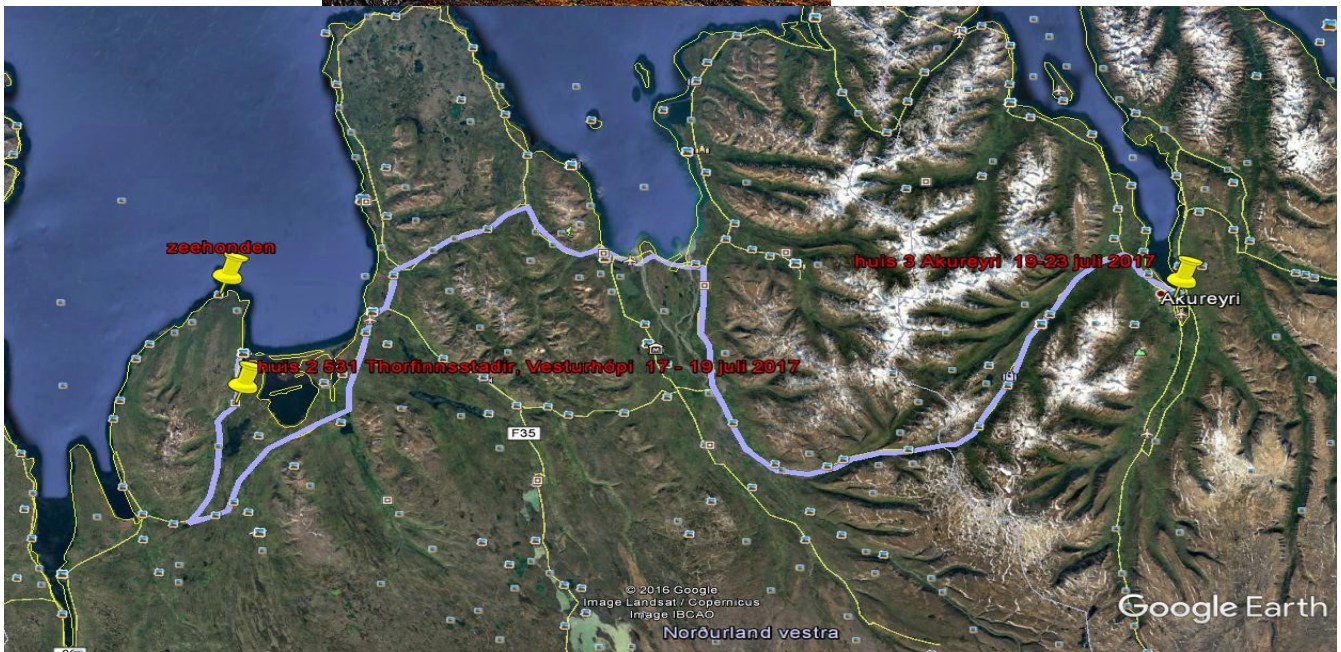 zeehonden
huis 3 Akureyri 19-23 juli 2017
Akureyri
huis 2 531 Thorfinnsstadir, Vesturhópi 17 - 19 juli 2017
F35
© 2016 Google
Image Landsat / Copernicus
Image IBCAO
Norðurland vestra
Google Earth